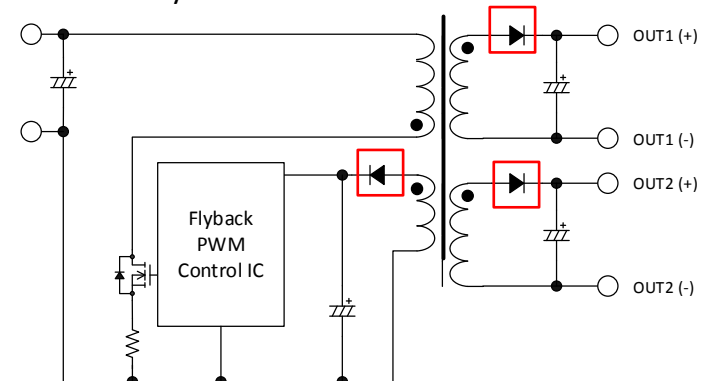 OUT1 (+)
OUT1 (-)
OUT2 (+)
Flyback
PWM
Control IC
OUT2 (-)